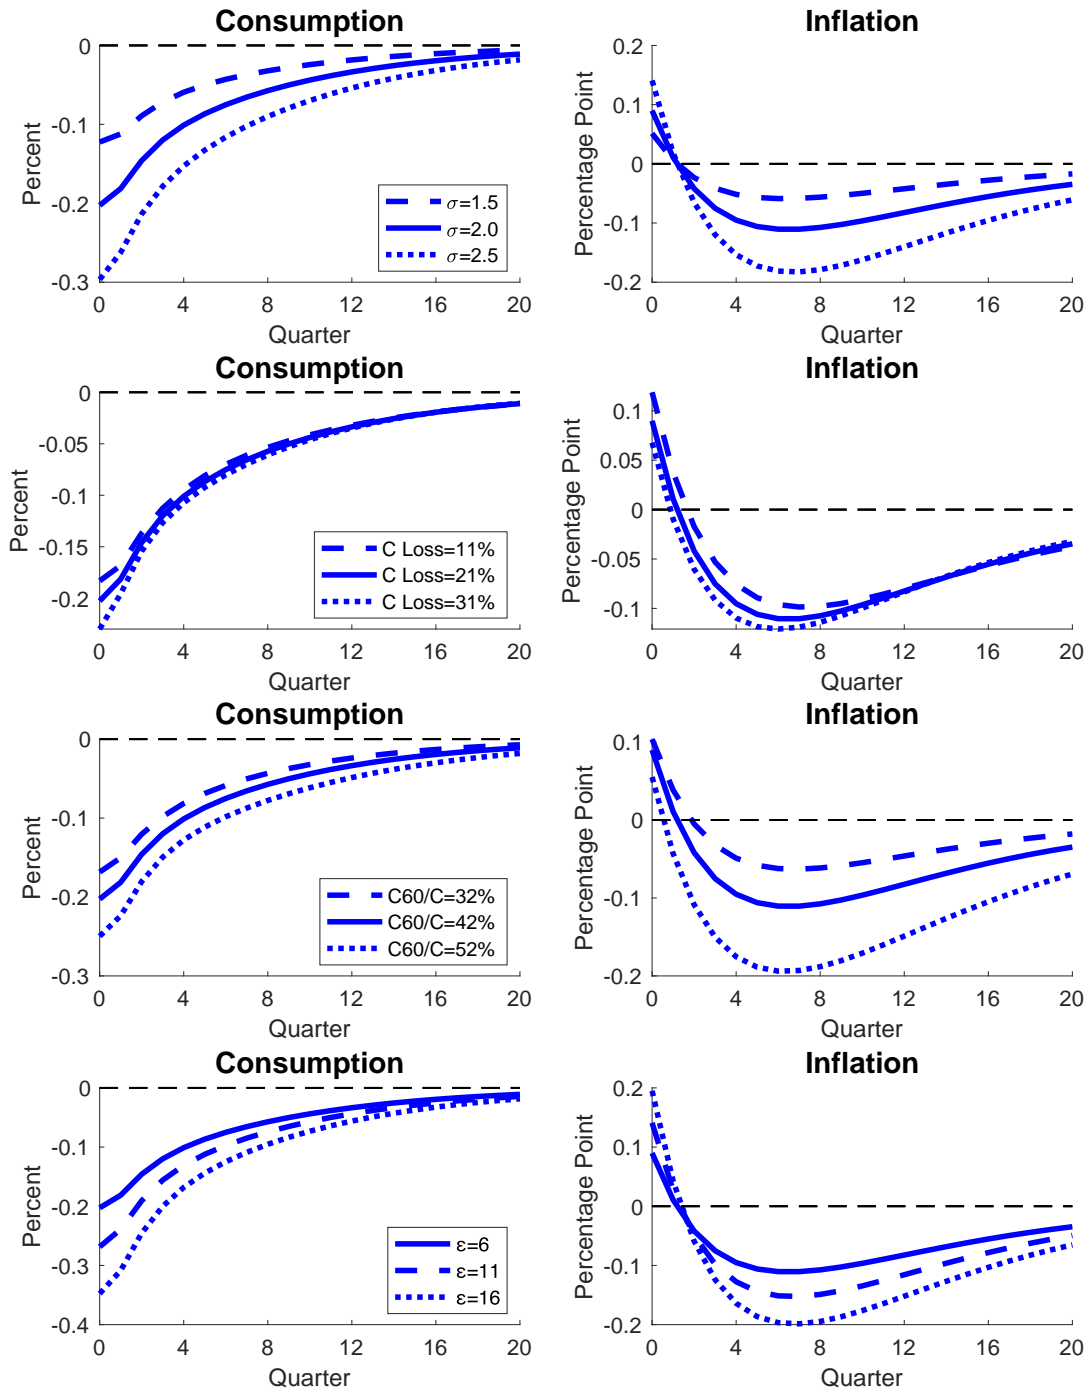 Consumption
0
-0.1
-0.2
-0.3
Percent
σ=1.5
σ=2.0
σ=2.5
0 4 8 12 16 20
Quarter
Inflation
0.2
0.1
0
-0.1
-0.2
Percentage Point
0 4 8 12 16 20
Quarter
Consumption
0
-0.05
-0.1
-0.15
-0.2
Percent
C Loss=11%
C Loss=21%
C Loss=31%
0 4 8 12 16 20
Quarter
Inflation
0.1
0.05
0
-0.05
-0.1
Percentage Point
0 4 8 12 16 20
Quarter
Consumption
0
-0.1
-0.2
-0.3
Percent
C60/C=32%
C60/C=42%
C60/C=52%
0 4 8 12 16 20
Quarter
Inflation
0.1
0
-0.1
-0.2
Percentage Point
0 4 8 12 16 20
Quarter
Consumption
0
-0.1
-0.2
-0.3
-0.4
Percent
ε=6
ε=11
ε=16
0 4 8 12 16 20
Quarter
Inflation
0.2
0.1
0
-0.1
-0.2
Percentage Point
0 4 8 12 16 20
Quarter